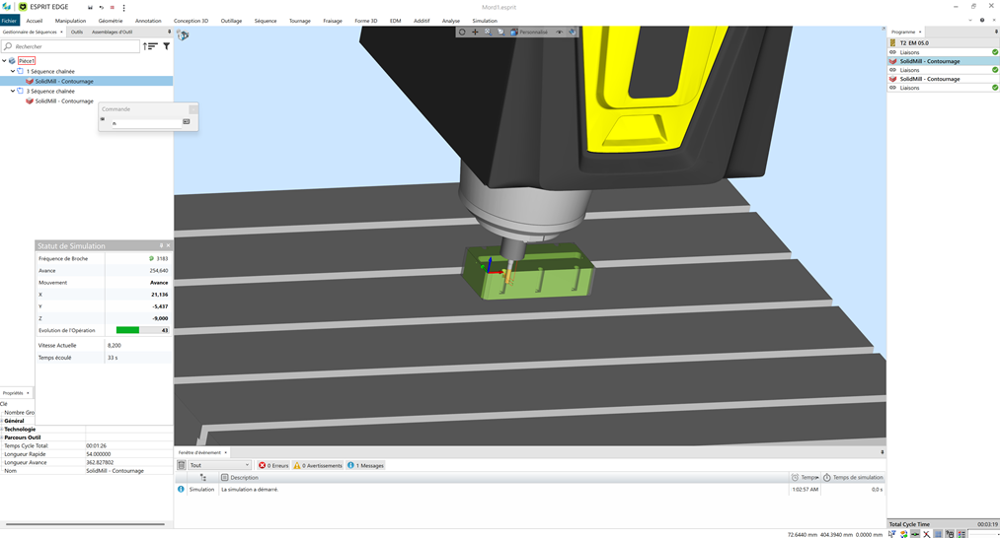 ESPRIT EDGE
Mord1.esprit
Fichier Accueil Manipulation Géométrie Annotation Conception 3D Outillage Séquence Tournage Fraisage Forme 3D EDM Additif Analyse Simulation
Gestionnaire de Séquences Outils Assemblages d'Outil
Rechercher
Pièce1
1 Séquence chaînée
SolidMill - Contournage
3 Séquence chaînée
SolidMill - Contournage
Commande
n
Personnalisé
Statut de Simulation
Fréquence de Broche 3183
Avance 254,640
Mouvement Avance
X 21,136
Y -5,437
Z -9,000
Evolution de l'Opération 43
Vitesse Actuelle 8,200
Temps écoulé 33 s
Propriétés
Clé
Nombre Gro
Général
Technologie
Parcours Outil
Temps Cycle Total: 00:01:26
Longueur Rapide 54.000000
Longueur Avance 362.827802
Nom SolidMill - Contournage
Fenêtre d'événement
Tout 0 Erreurs 0 Avertissements 1 Messages
Description Temps Temps de simulation
Simulation La simulation a démarré. 1:02:57 AM 0,0 s
Programme
T2 EM 05.0
Liaisons
SolidMill - Contournage
Liaisons
SolidMill - Contournage
Liaisons
Total Cycle Time 00:03:19
72.6440 mm 404.3940 mm 0.0000 mm